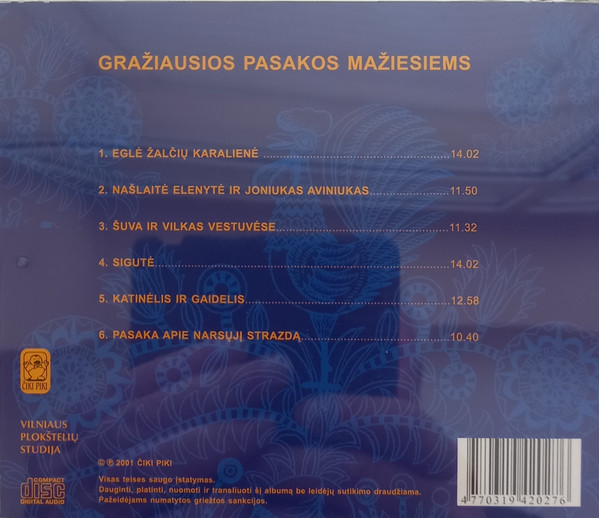 GRAŽIAUSIOS PASAKOS MAŽIESIEMS
1. EGLĖ ŽALČIŲ KARALIENĖ ................................................14.02
2. NAŠLAITĖ ELENYTĖ IR JONIUKAS AVINIUKAS.....................11.50
3. ŠUVA IR VILKAS VESTUVĖSE............................................11.32
4. SIGUTĖ..............................................................................14.02
5. KATINĖLIS IR GAIDELIS.....................................................12.58
6. PASAKA APIE NARSŲJĮ STRAZDĄ......................................10.40
ČIKI PIKI
VILNIAUS
PLOKŠTELIŲ
STUDIJA
COMPACT
disc
DIGITAL AUDIO
© ℗ 2001 ČIKI PIKI
Visas teises saugo įstatymas.
Dauginti, platinti, nuomoti ir transliuoti šį albumą be leidėjų sutikimo draudžiama.
Pažeidėjams numatytos griežtos sankcijos.
4 770319 420276